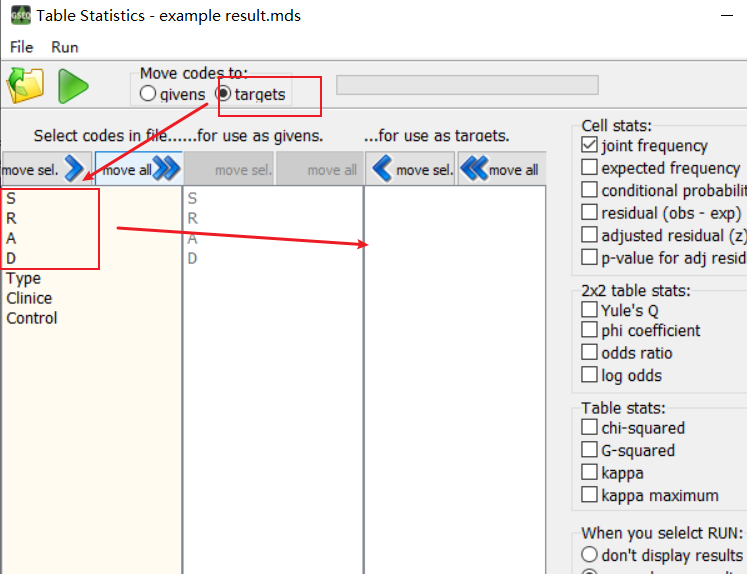 GSEQ
Table Statistics - example result.mds
File Run
Move codes to:
givens targets
Select codes in file......for use as givens. ...for use as targets.
move sel. move all move sel. move all move sel. move all
S
R
A
D
Type
Clinice
Control
S
R
A
D
Cell stats:
joint frequency
expected frequency
conditional probabilit
residual (obs - exp)
adjusted residual (z)
p-value for adj resid
2x2 table stats:
Yule's Q
phi coefficient
odds ratio
log odds
Table stats:
chi-squared
G-squared
kappa
kappa maximum
When you selelct RUN:
don't display results